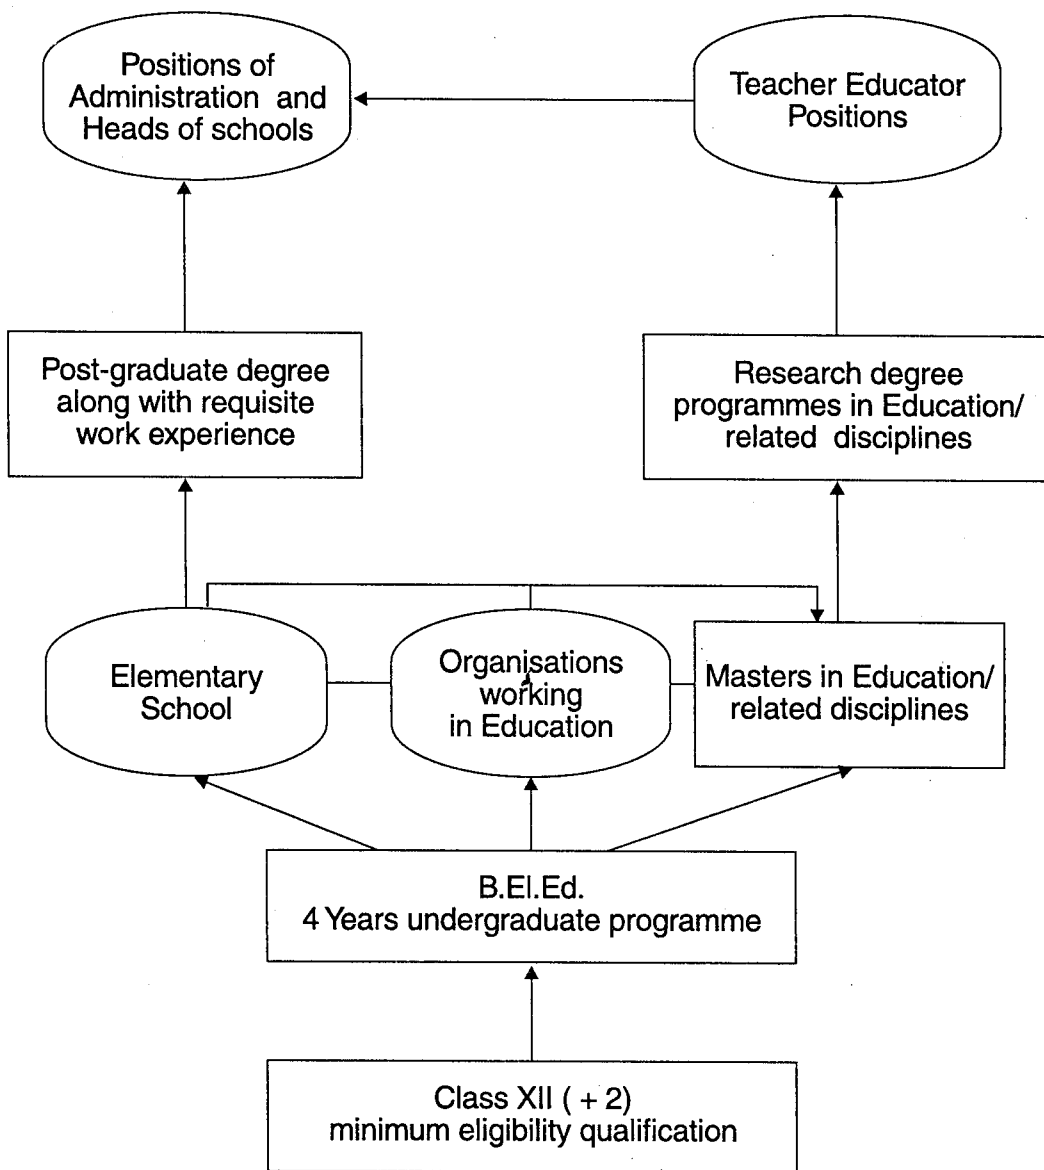 Positions of
Administration and
Heads of schools
Teacher Educator
Positions
Post-graduate degree
along with requisite
work experience
Research degree
programmes in Education/
related disciplines
Elementary
School
Organisations
working
in Education
Masters in Education/
related disciplines
B.El.Ed.
4 Years undergraduate programme
Class XII ( + 2)
minimum eligibility qualification